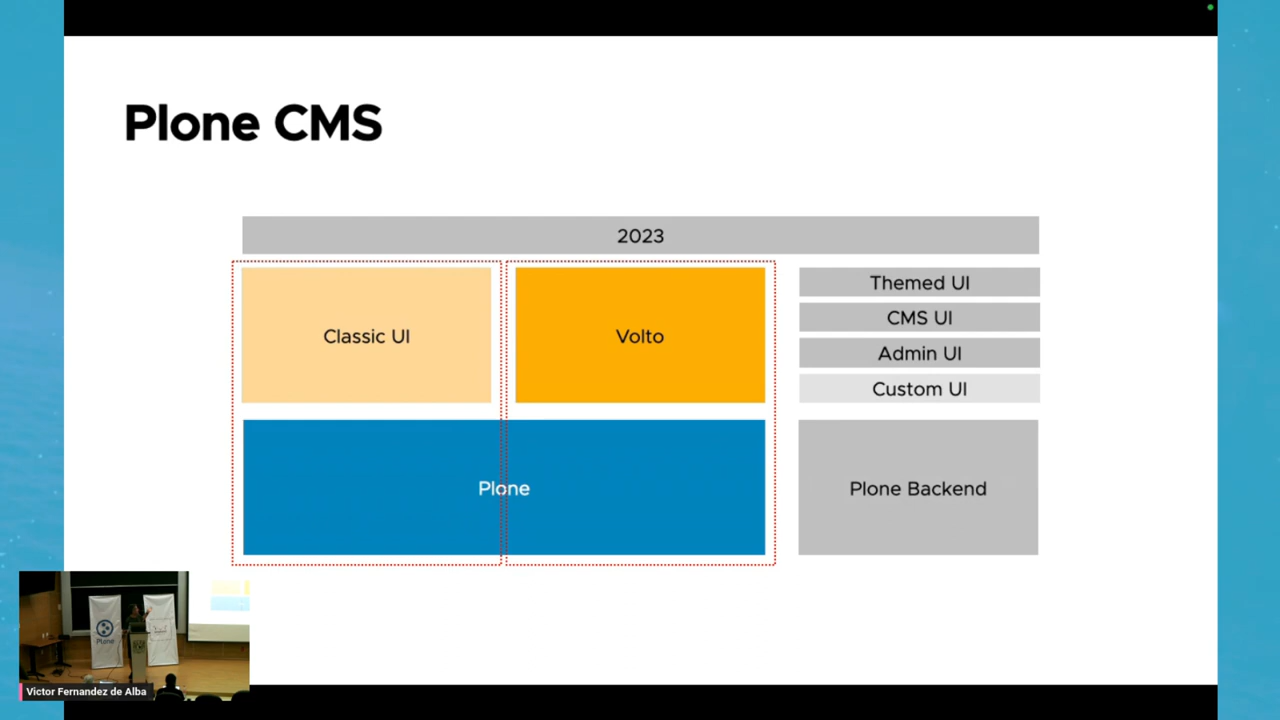 Plone CMS
2023
Classic UI
Volto
Themed UI
CMS UI
Admin UI
Custom UI
Plone
Plone Backend
Plone
Victor Fernandez de Alba